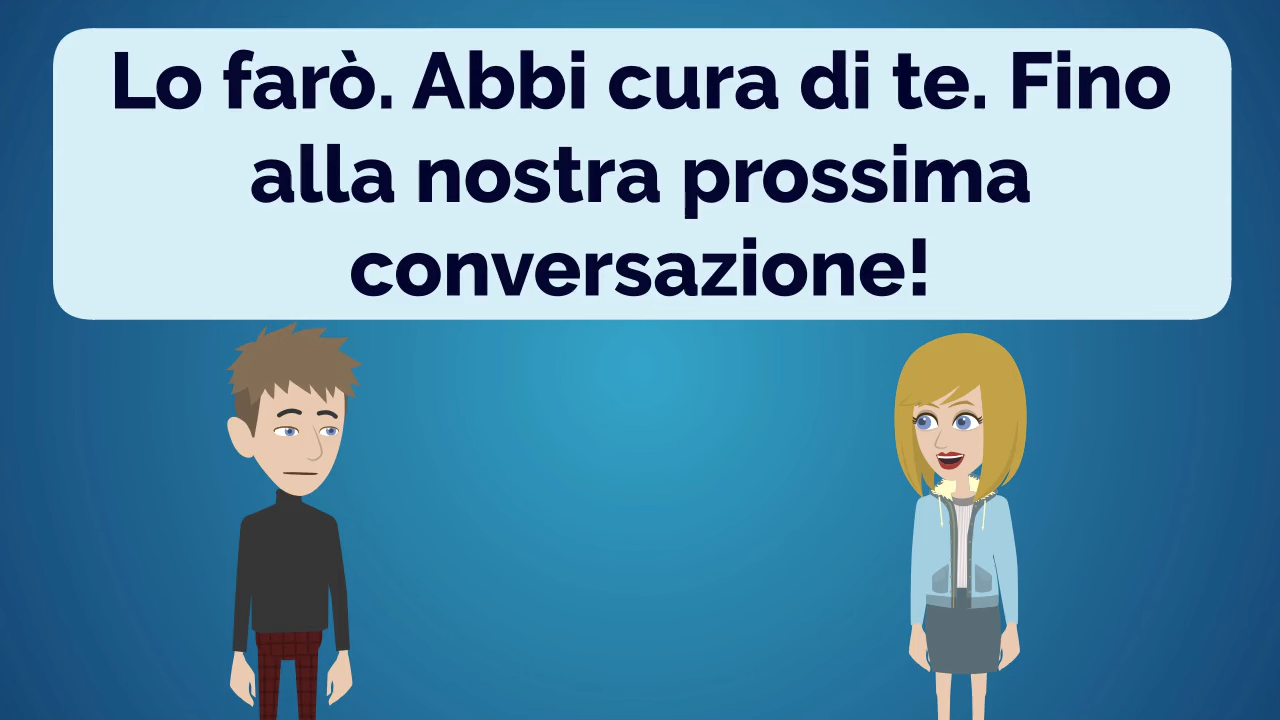 Lo farò. Abbi cura di te. Fino
alla nostra prossima
conversazione!